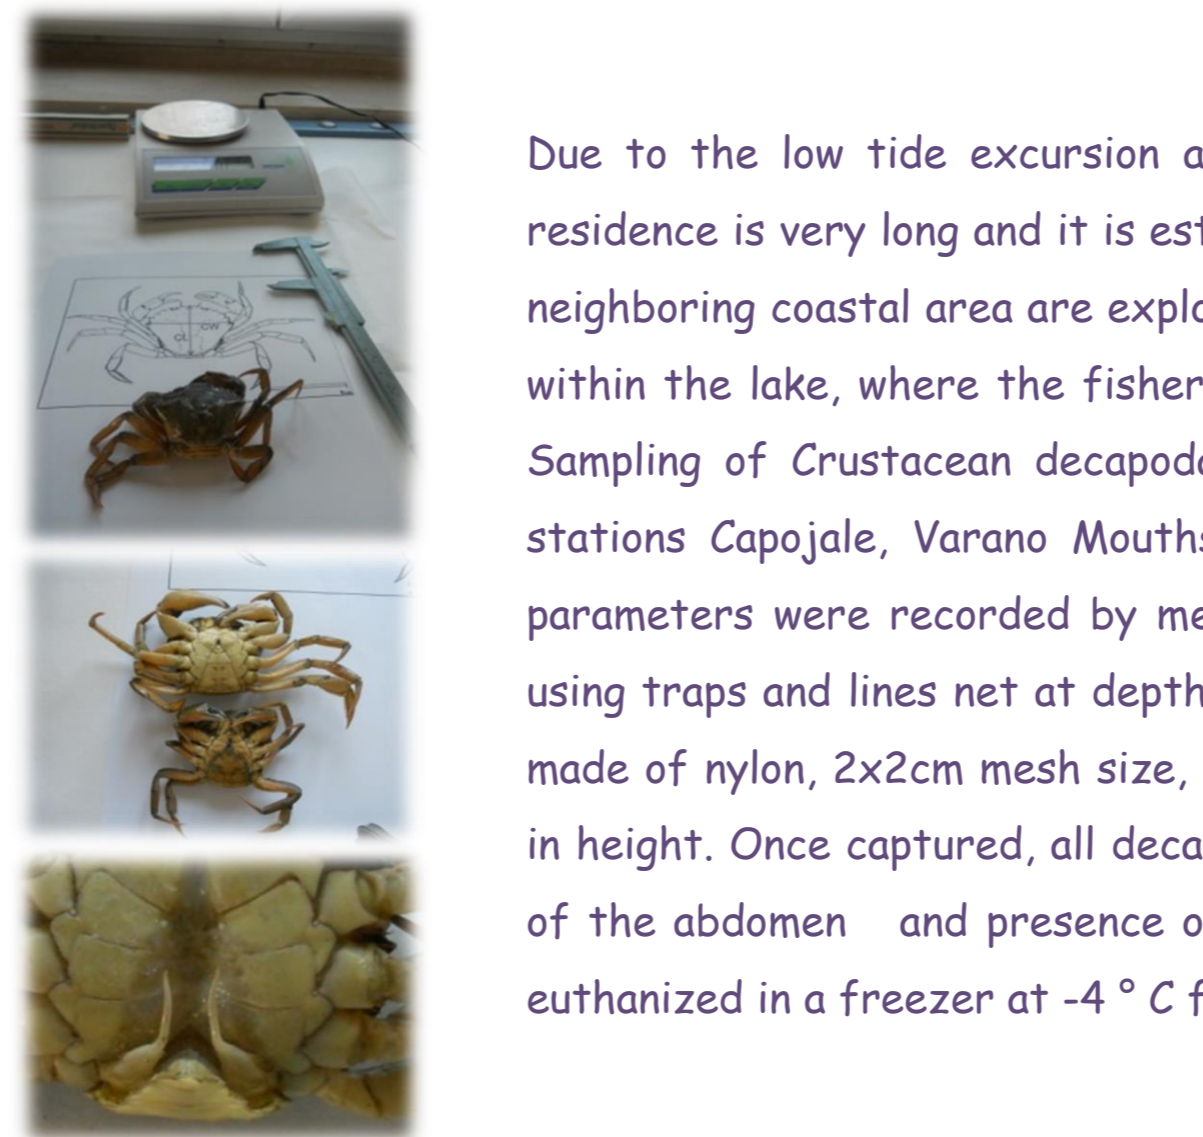 CL CW
Due to the low tide excursion a
residence is very long and it is est
neighboring coastal area are explo
within the lake, where the fisher
Sampling of Crustacean decapoda
stations Capojale, Varano Mouths
parameters were recorded by me
using traps and lines net at depth
made of nylon, 2x2cm mesh size,
in height. Once captured, all deca
of the abdomen and presence o
euthanized in a freezer at -4 ° C f